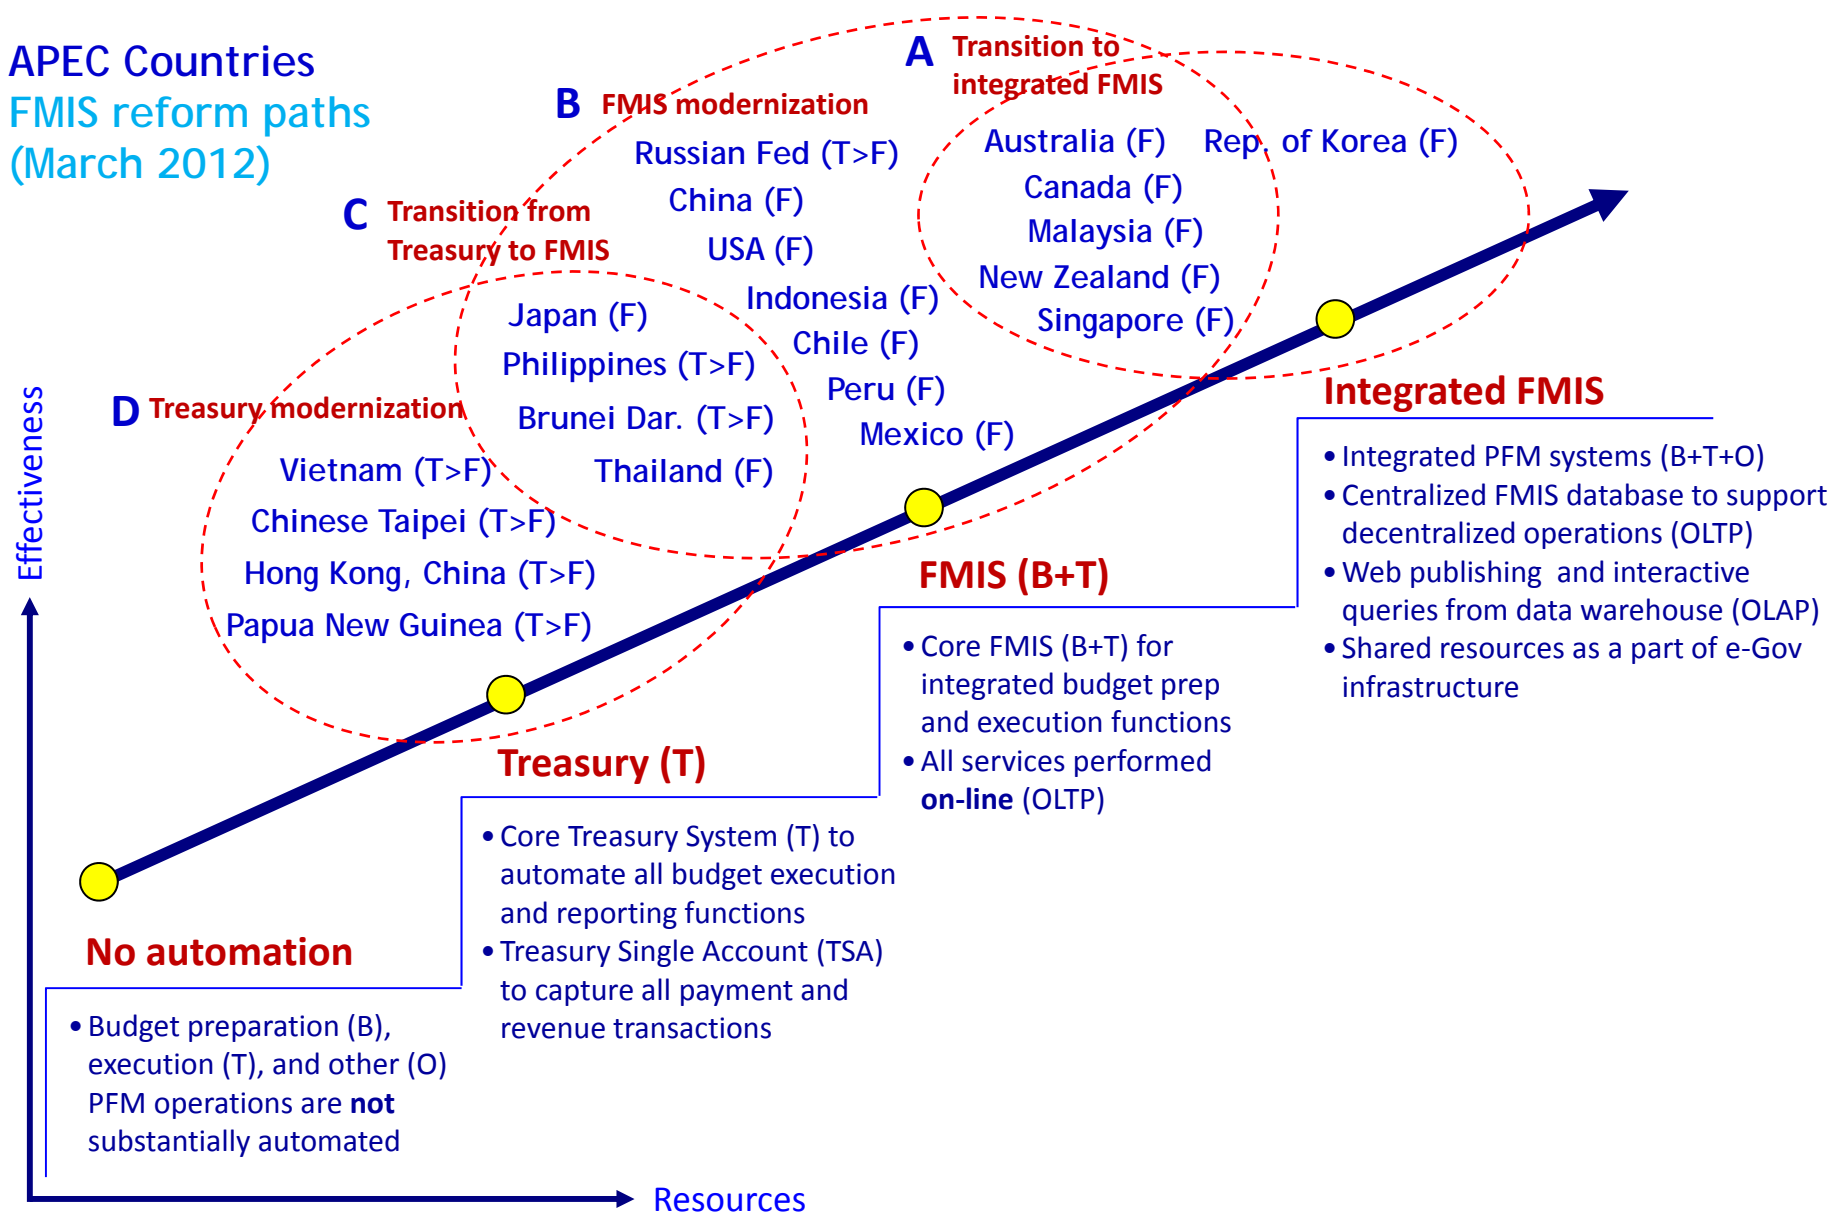 APEC Countries
FMIS reform paths
(March 2012)
A Transition to
integrated FMIS
B FMIS modernization
C Transition from
Treasury to FMIS
D Treasury modernization
Australia (F)
Rep. of Korea (F)
Canada (F)
Malaysia (F)
New Zealand (F)
Singapore (F)
Russian Fed (T>F)
China (F)
USA (F)
Indonesia (F)
Chile (F)
Peru (F)
Mexico (F)
Japan (F)
Philippines (T>F)
Brunei Dar. (T>F)
Thailand (F)
Vietnam (T>F)
Chinese Taipei (T>F)
Hong Kong, China (T>F)
Papua New Guinea (T>F)
Effectiveness
Resources
No automation
• Budget preparation (B),
execution (T), and other (O)
PFM operations are not
substantially automated
Treasury (T)
• Core Treasury System (T) to
automate all budget execution
and reporting functions
• Treasury Single Account (TSA)
to capture all payment and
revenue transactions
FMIS (B+T)
• Core FMIS (B+T) for
integrated budget prep
and execution functions
• All services performed
on-line (OLTP)
Integrated FMIS
• Integrated PFM systems (B+T+O)
• Centralized FMIS database to support
decentralized operations (OLTP)
• Web publishing and interactive
queries from data warehouse (OLAP)
• Shared resources as a part of e-Gov
infrastructure